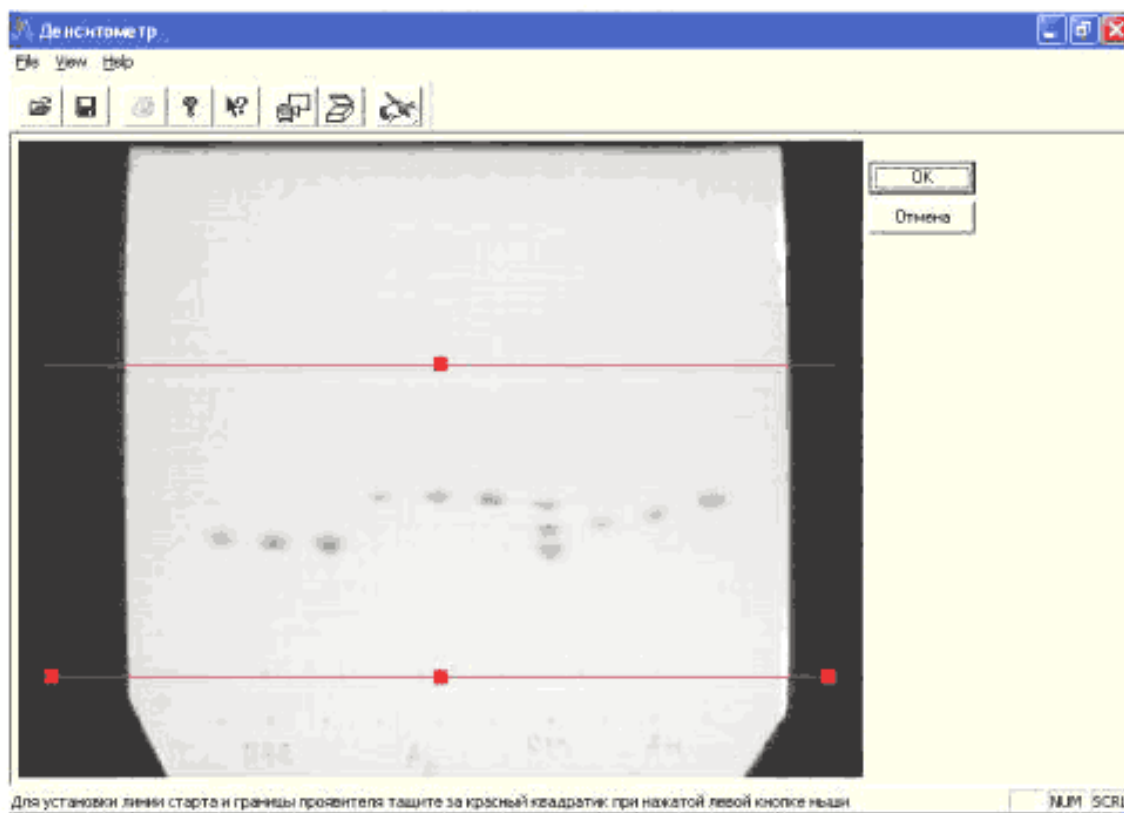 Денситометр
File View Help
OK
Отмена
Для установки линии старта и границы проявителя тащите за красный квадратик при нажатой левой кнопке мыши
NUM SCRL